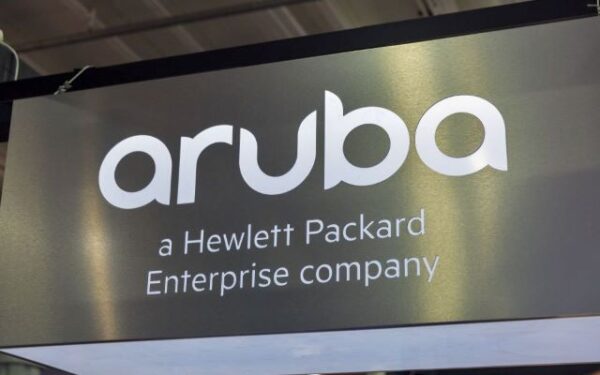 aruba
a Hewlett Packard
Enterprise company